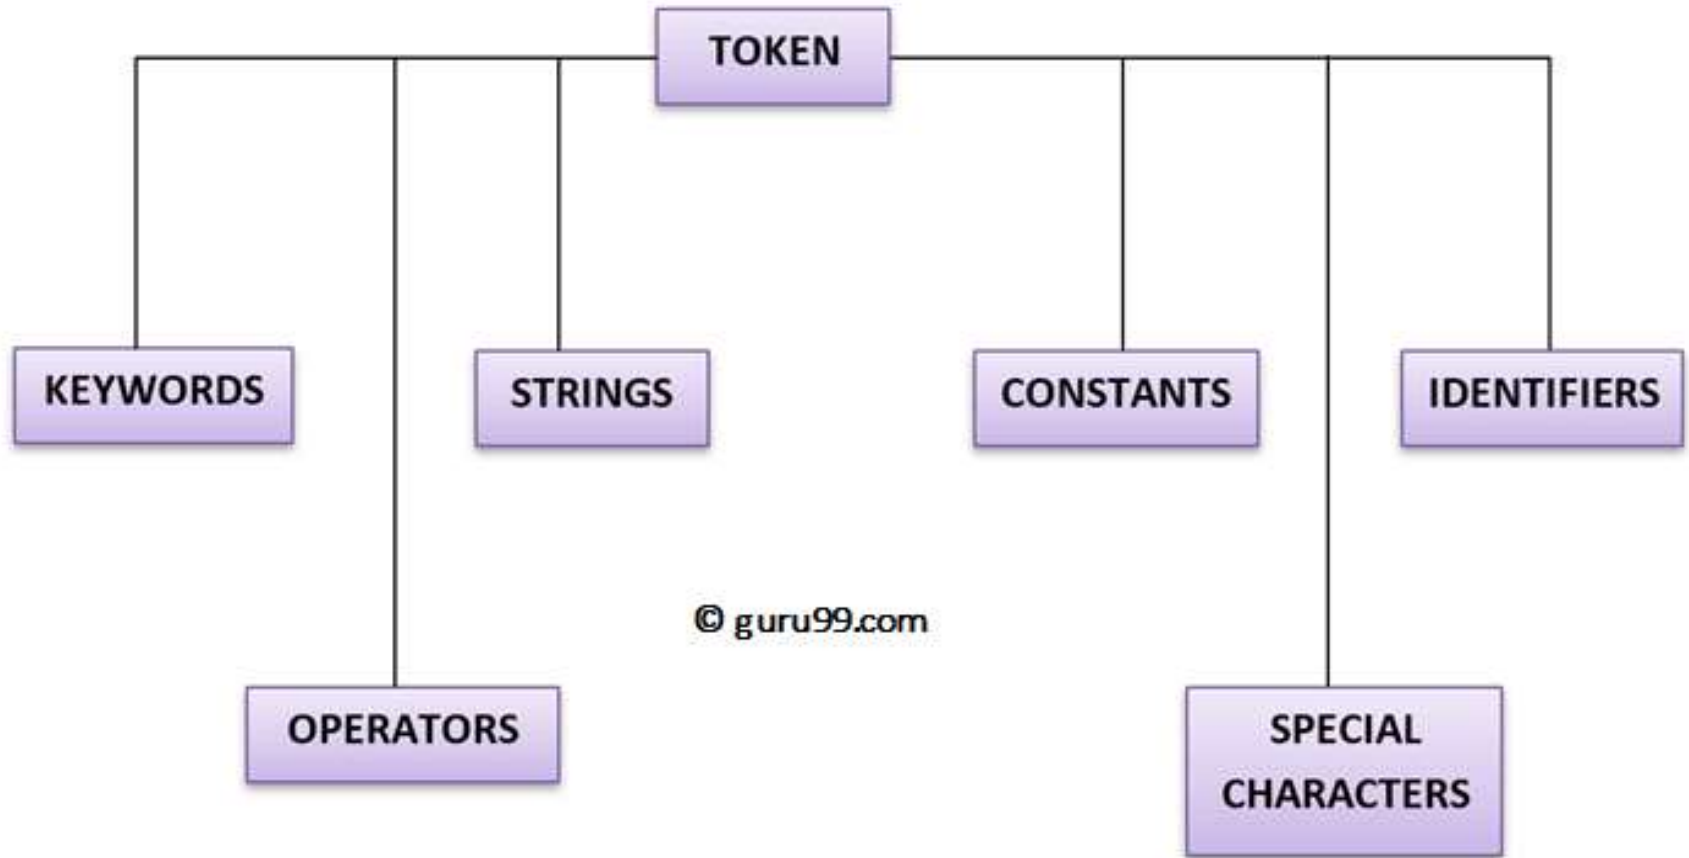 TOKEN
KEYWORDS
STRINGS
CONSTANTS
IDENTIFIERS
© guru99.com
OPERATORS
SPECIAL
CHARACTERS